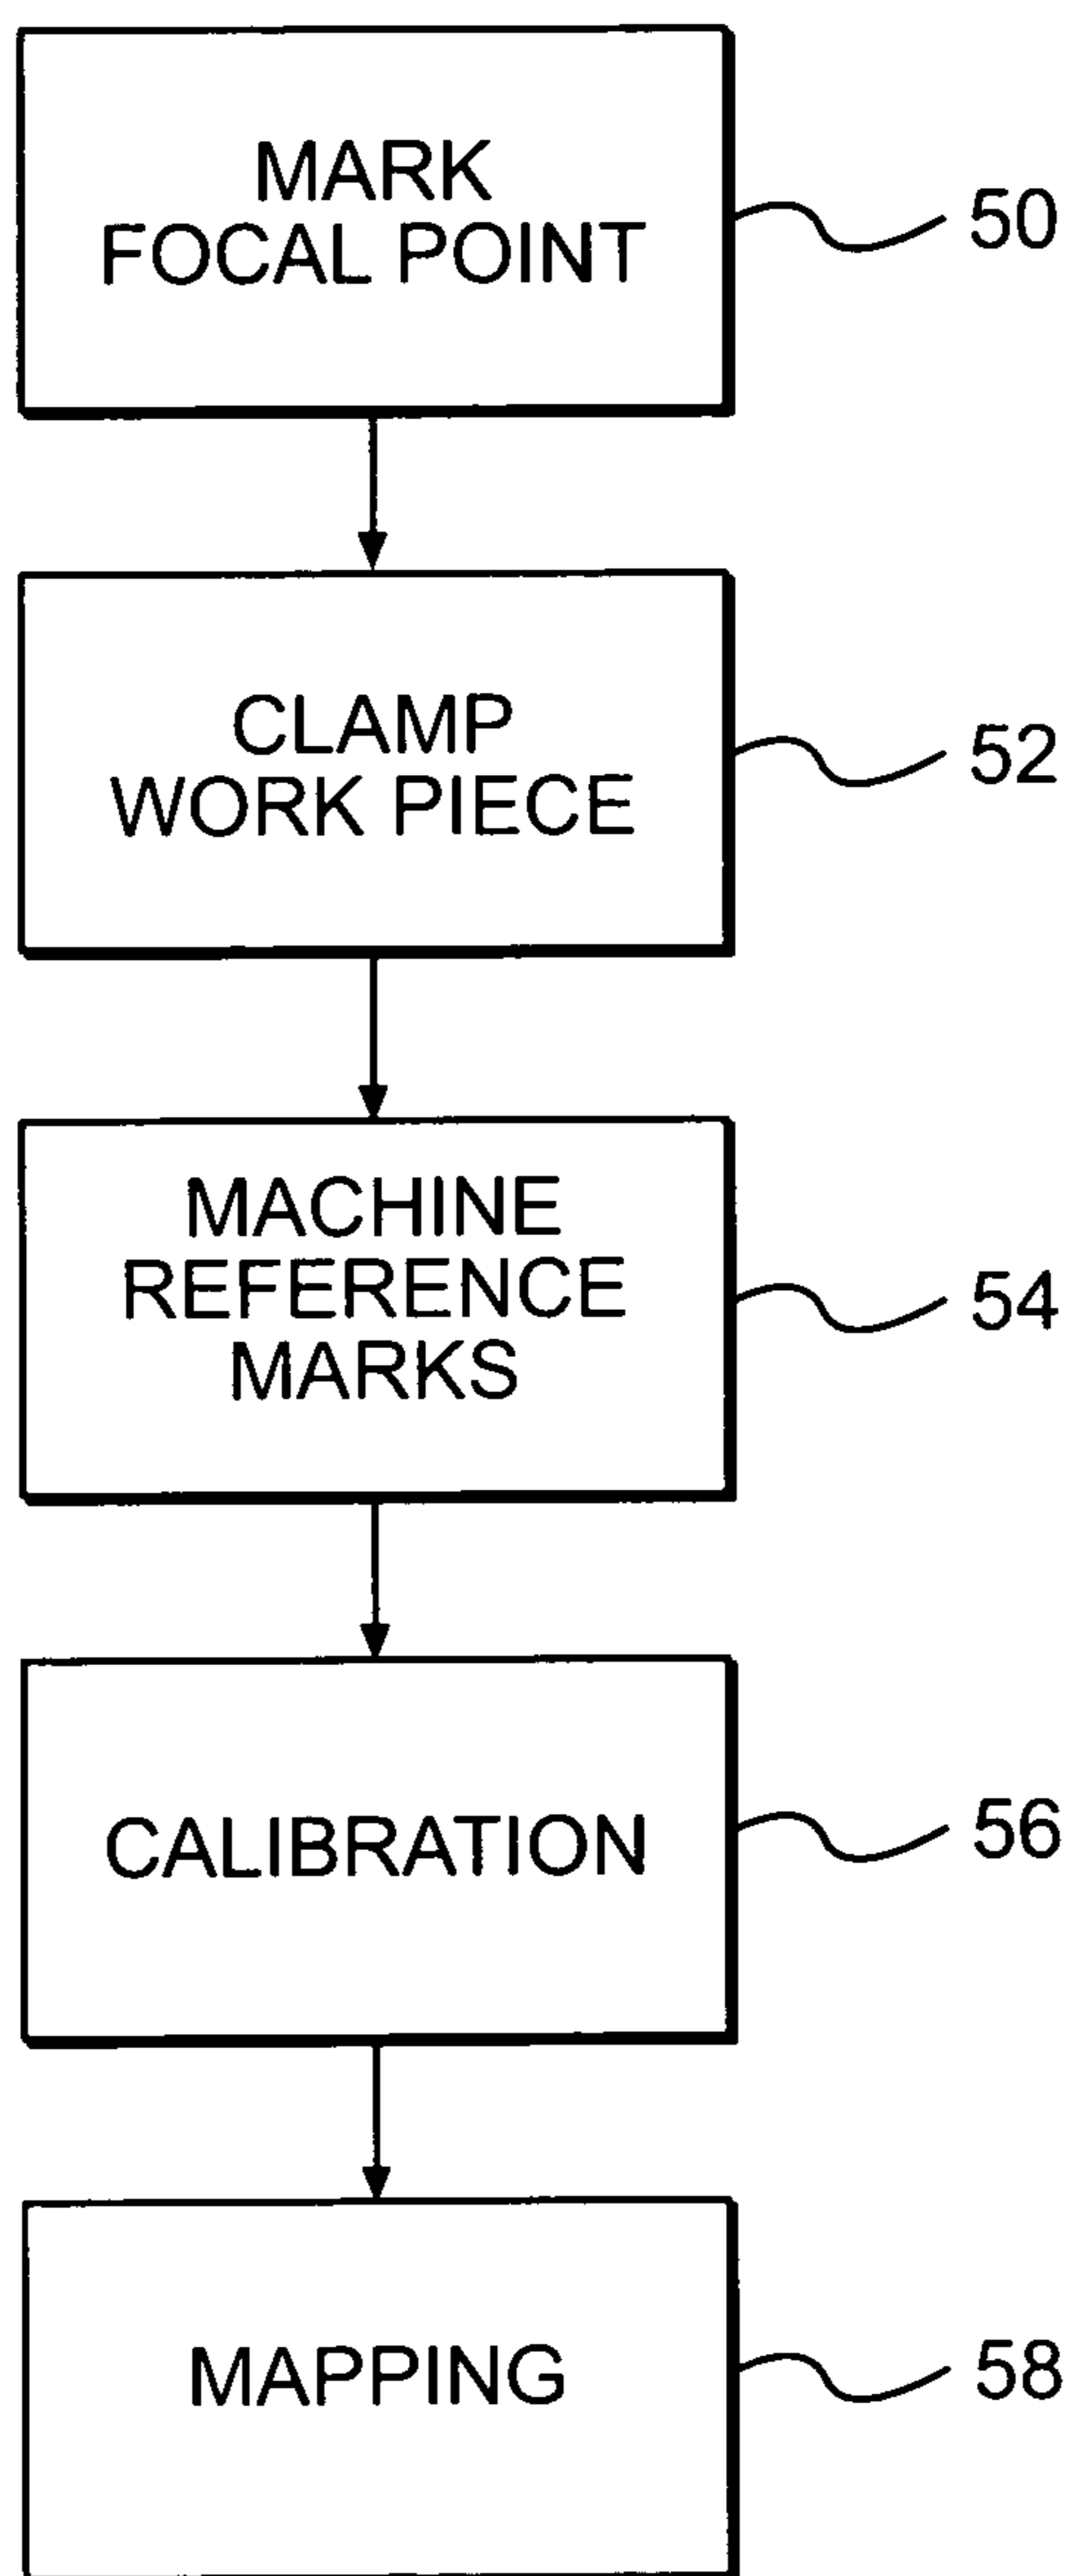 MARK
FOCAL POINT
50
CLAMP
WORK PIECE
52
MACHINE
REFERENCE
MARKS
54
CALIBRATION
56
MAPPING
58